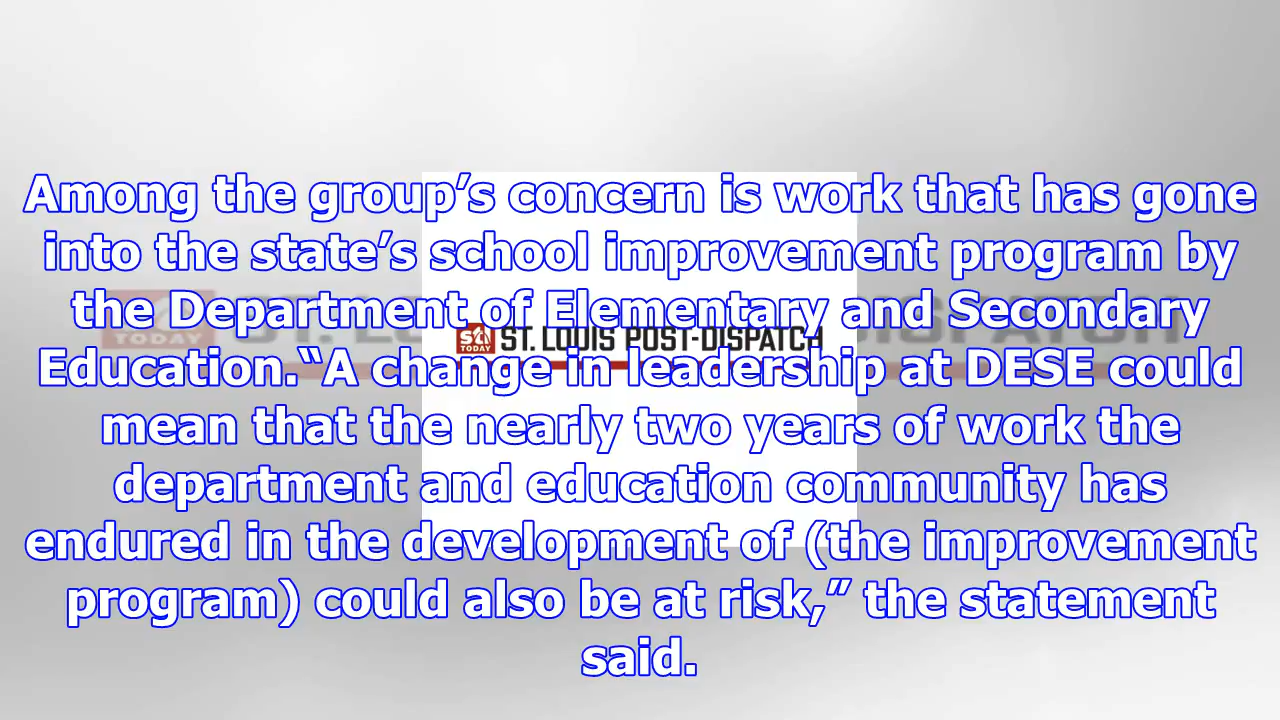 Among the group’s concern is work that has gone
into the state’s school improvement program by
the Department of Elementary and Secondary
STL TODAY ST. LOUIS POST-DISPATCH
Education. “A change in leadership at DESE could
mean that the nearly two years of work the
department and education community has
endured in the development of (the improvement
program) could also be at risk,” the statement
said.